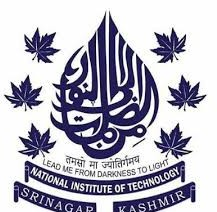 तमसो मा ज्योतिर्गमय
LEAD ME FROM DARKNESS TO LIGHT
NATIONAL INSTITUTE OF TECHNOLOGY
SRINAGAR KASHMIR